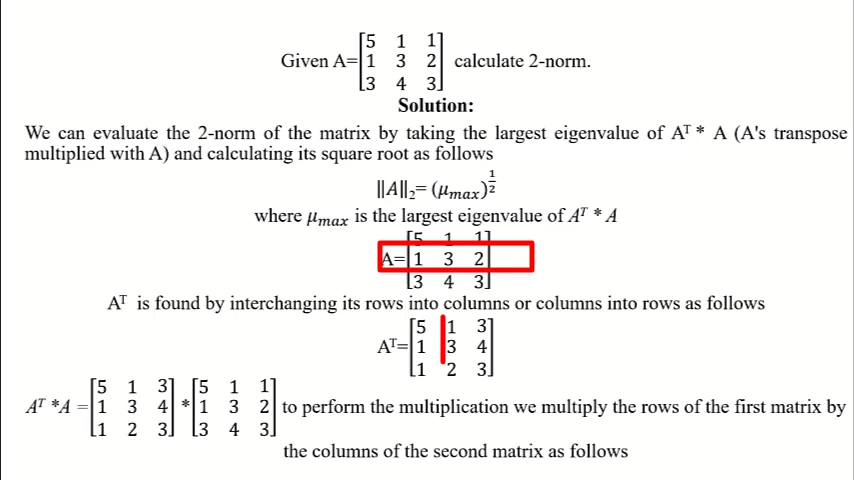 Given A= [5 1 1; 1 3 2; 3 4 3] calculate 2-norm.
Solution:
We can evaluate the 2-norm of the matrix by taking the largest eigenvalue of Aᵀ * A (A's transpose
multiplied with A) and calculating its square root as follows
||A||₂= (μₘₐₓ)^(1/2)
where μₘₐₓ is the largest eigenvalue of Aᵀ * A
A= [5 1 1; 1 3 2; 3 4 3]
Aᵀ is found by interchanging its rows into columns or columns into rows as follows
Aᵀ= [5 1 3; 1 3 4; 1 2 3]
Aᵀ *A = [5 1 3; 1 3 4; 1 2 3] * [5 1 1; 1 3 2; 3 4 3] to perform the multiplication we multiply the rows of the first matrix by
the columns of the second matrix as follows